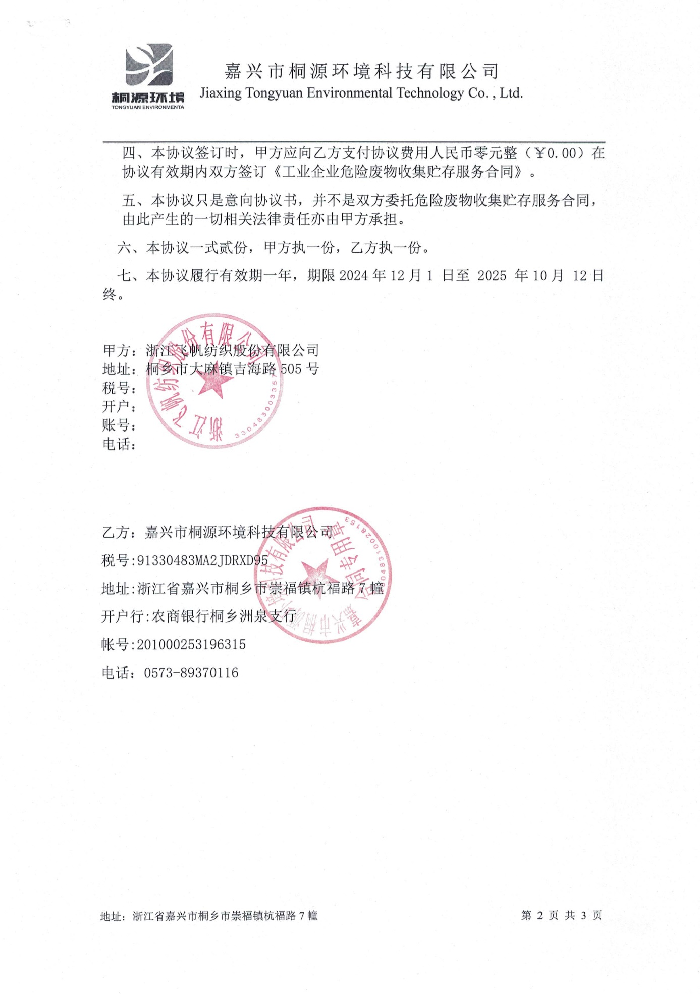 嘉兴市桐源环境科技有限公司
Jiaxing Tongyuan Environmental Technology Co. , Ltd.
桐源环境
TONGYUAN ENVIRONMENTA
四、本协议签订时，甲方应向乙方支付协议费用人民币零元整（￥0.00）在
协议有效期内双方签订《工业企业危险废物收集贮存服务合同》。
五、本协议只是意向协议书，并不是双方委托危险废物收集贮存服务合同，
由此产生的一切相关法律责任亦由甲方承担。
六、本协议一式贰份，甲方执一份，乙方执一份。
七、本协议履行有效期一年，期限 2024 年 12 月 1 日至 2025 年 10 月 12 日
终。
甲方：浙江飞帆纺织股份有限公司
地址：桐乡市大麻镇吉海路 505 号
税号：
开户：
账号：
电话：
浙江飞帆纺织股份有限公司
乙方：嘉兴市桐源环境科技有限公司
税号:91330483MA2JDRXD95
地址:浙江省嘉兴市桐乡市崇福镇杭福路 7 幢
开户行:农商银行桐乡洲泉支行
帐号:201000253196315
电话：0573-89370116
嘉兴市桐源环境科技有限公司
合同专用章
地址：浙江省嘉兴市桐乡市崇福镇杭福路 7 幢
第 2 页 共 3 页